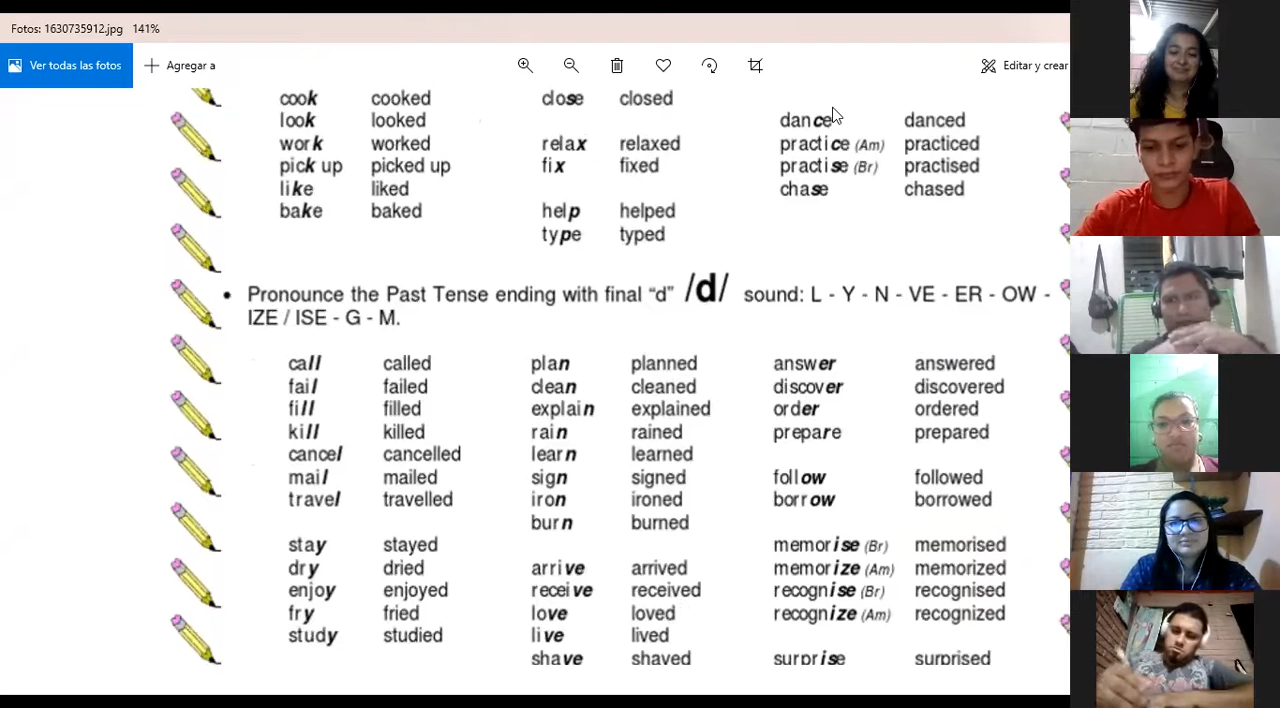 Fotos: 1630735912.jpg 141%
Ver todas las fotos Agregar a Editar y crear
cook cooked close closed
look looked dance danced
work worked relax relaxed practice (Am) practiced
pick up picked up fix fixed practise (Br) practised
like liked chase chased
bake baked help helped
type typed
• Pronounce the Past Tense ending with final “d” /d/ sound: L - Y - N - VE - ER - OW -
IZE / ISE - G - M.
call called plan planned answer answered
fail failed clean cleaned discover discovered
fill filled explain explained order ordered
kill killed rain rained prepare prepared
cancel cancelled learn learned
mail mailed sign signed follow followed
travel travelled iron ironed borrow borrowed
burn burned
stay stayed memorise (Br) memorised
dry dried arrive arrived memorize (Am) memorized
enjoy enjoyed receive received recognise (Br) recognised
fry fried love loved recognize (Am) recognized
study studied live lived
shave shaved surprise surprised